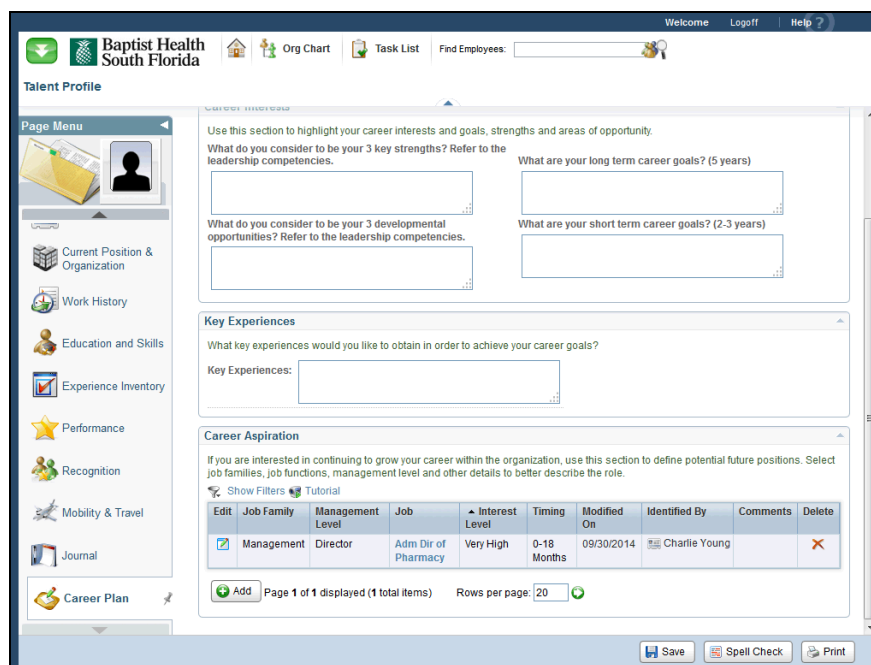 Welcome Logoff | Help ?
Baptist Health
South Florida
Org Chart
Task List
Find Employees:
Talent Profile
Page Menu
Current Position &
Organization
Work History
Education and Skills
Experience Inventory
Performance
Recognition
Mobility & Travel
Journal
Career Plan
Career Interests
Use this section to highlight your career interests and goals, strengths and areas of opportunity.
What do you consider to be your 3 key strengths? Refer to the
leadership competencies.
What are your long term career goals? (5 years)
What do you consider to be your 3 developmental
opportunities? Refer to the leadership competencies.
What are your short term career goals? (2-3 years)
Key Experiences
What key experiences would you like to obtain in order to achieve your career goals?
Key Experiences:
Career Aspiration
If you are interested in continuing to grow your career within the organization, use this section to define potential future positions. Select
job families, job functions, management level and other details to better describe the role.
Show Filters Tutorial
Edit Job Family Management Level Job Interest Level Timing Modified On Identified By Comments Delete
Management Director Adm Dir of Pharmacy Very High 0-18 Months 09/30/2014 Charlie Young
Add Page 1 of 1 displayed (1 total items) Rows per page: 20
Save Spell Check Print